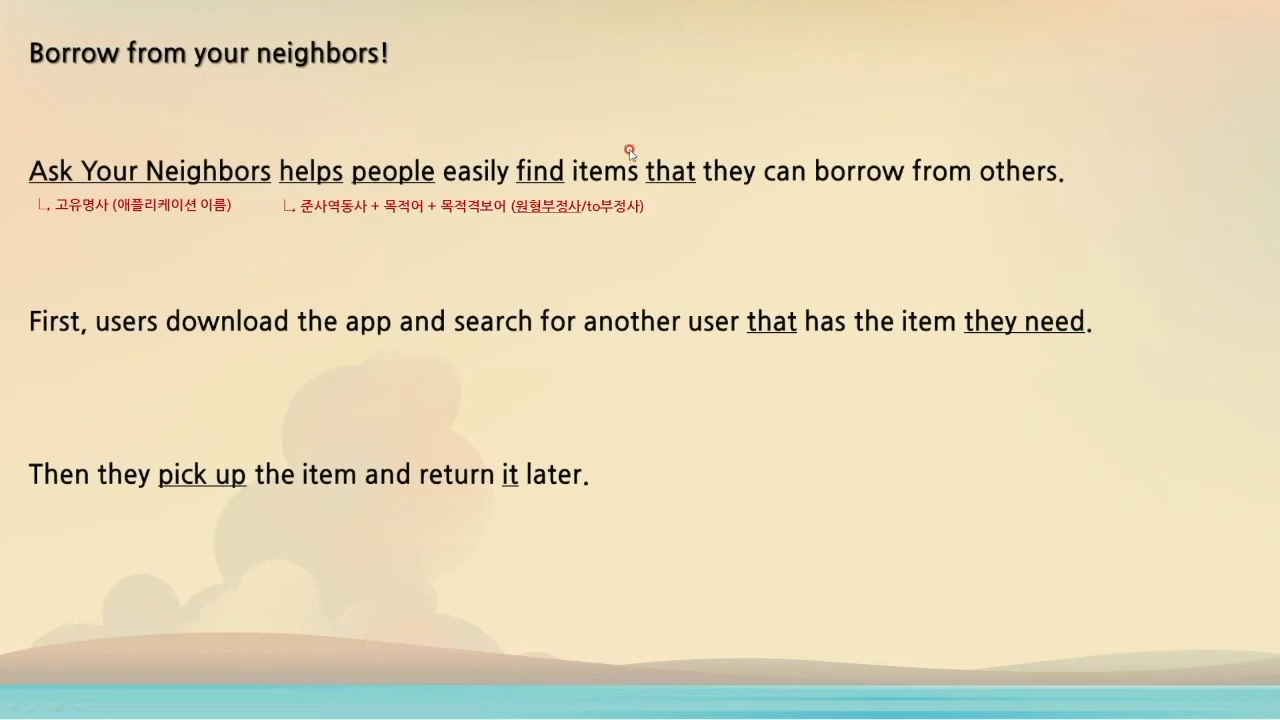 Borrow from your neighbors!
Ask Your Neighbors helps people easily find items that they can borrow from others.
고유명사 (애플리케이션 이름)
준사역동사 + 목적어 + 목적격보어 (원형부정사/to부정사)
First, users download the app and search for another user that has the item they need.
Then they pick up the item and return it later.